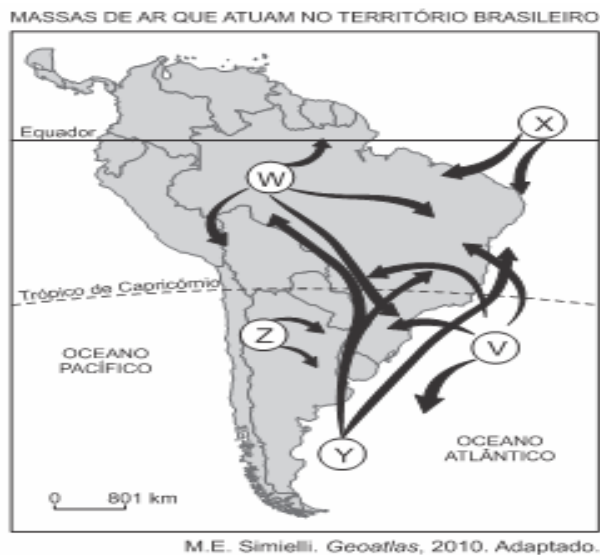 MASSAS DE AR QUE ATUAM NO TERRITÓRIO BRASILEIRO
X
Equador
W
Trópico de Capricórnio
Z
V
OCEANO
PACÍFICO
Y
OCEANO
ATLÂNTICO
0 801 km
M.E. Simielli. Geoatlas, 2010. Adaptado.